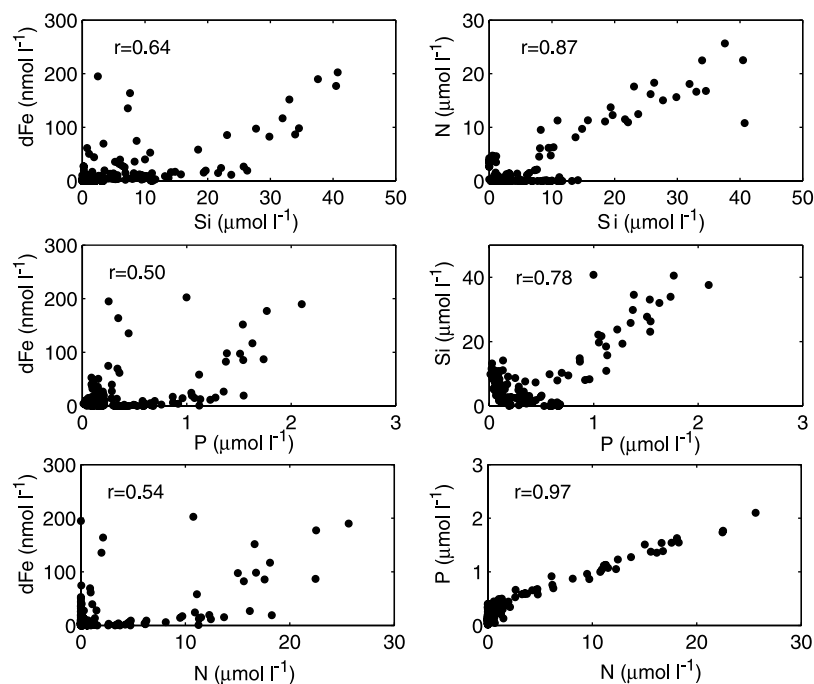 300
200
100
0
dFe (nmol l⁻¹)
r=0.64
0 10 20 30 40 50
Si (μmol l⁻¹)
30
20
10
0
N (μmol l⁻¹)
r=0.87
0 10 20 30 40 50
Si (μmol l⁻¹)
300
200
100
0
dFe (nmol l⁻¹)
r=0.50
0 1 2 3
P (μmol l⁻¹)
40
20
0
Si (μmol l⁻¹)
r=0.78
0 1 2 3
P (μmol l⁻¹)
300
200
100
0
dFe (nmol l⁻¹)
r=0.54
0 10 20 30
N (μmol l⁻¹)
3
2
1
0
P (μmol l⁻¹)
r=0.97
0 10 20 30
N (μmol l⁻¹)